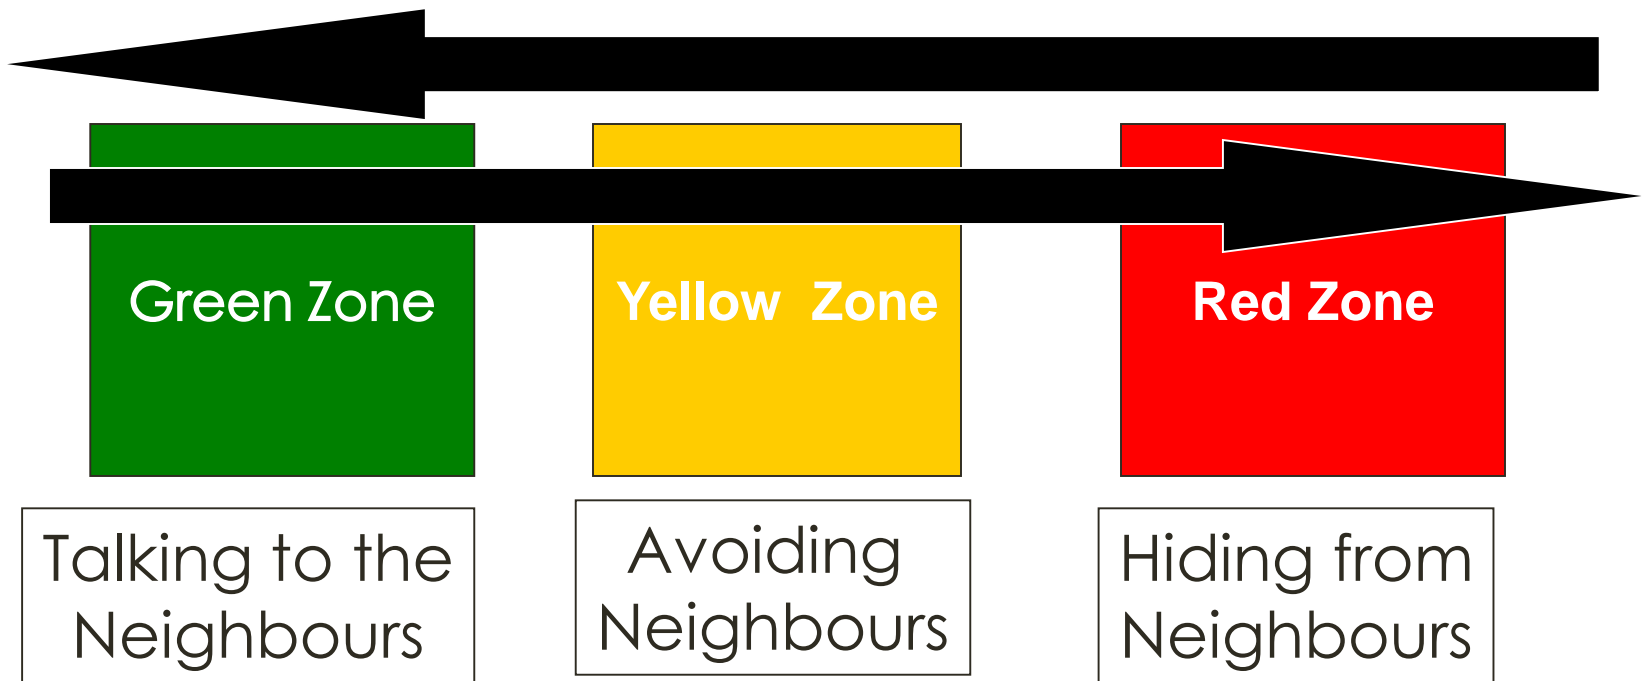 Green Zone
Yellow  Zone
Red Zone
Talking to the
Neighbours
Avoiding
Neighbours
Hiding from
Neighbours